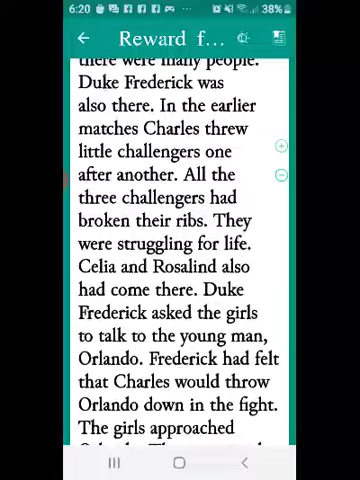 6:20
38%
Reward f...
there were many people.
Duke Frederick was
also there. In the earlier
matches Charles threw
little challengers one
after another. All the
three challengers had
broken their ribs. They
were struggling for life.
Celia and Rosalind also
had come there. Duke
Frederick asked the girls
to talk to the young man,
Orlando. Frederick had felt
that Charles would throw
Orlando down in the fight.
The girls approached